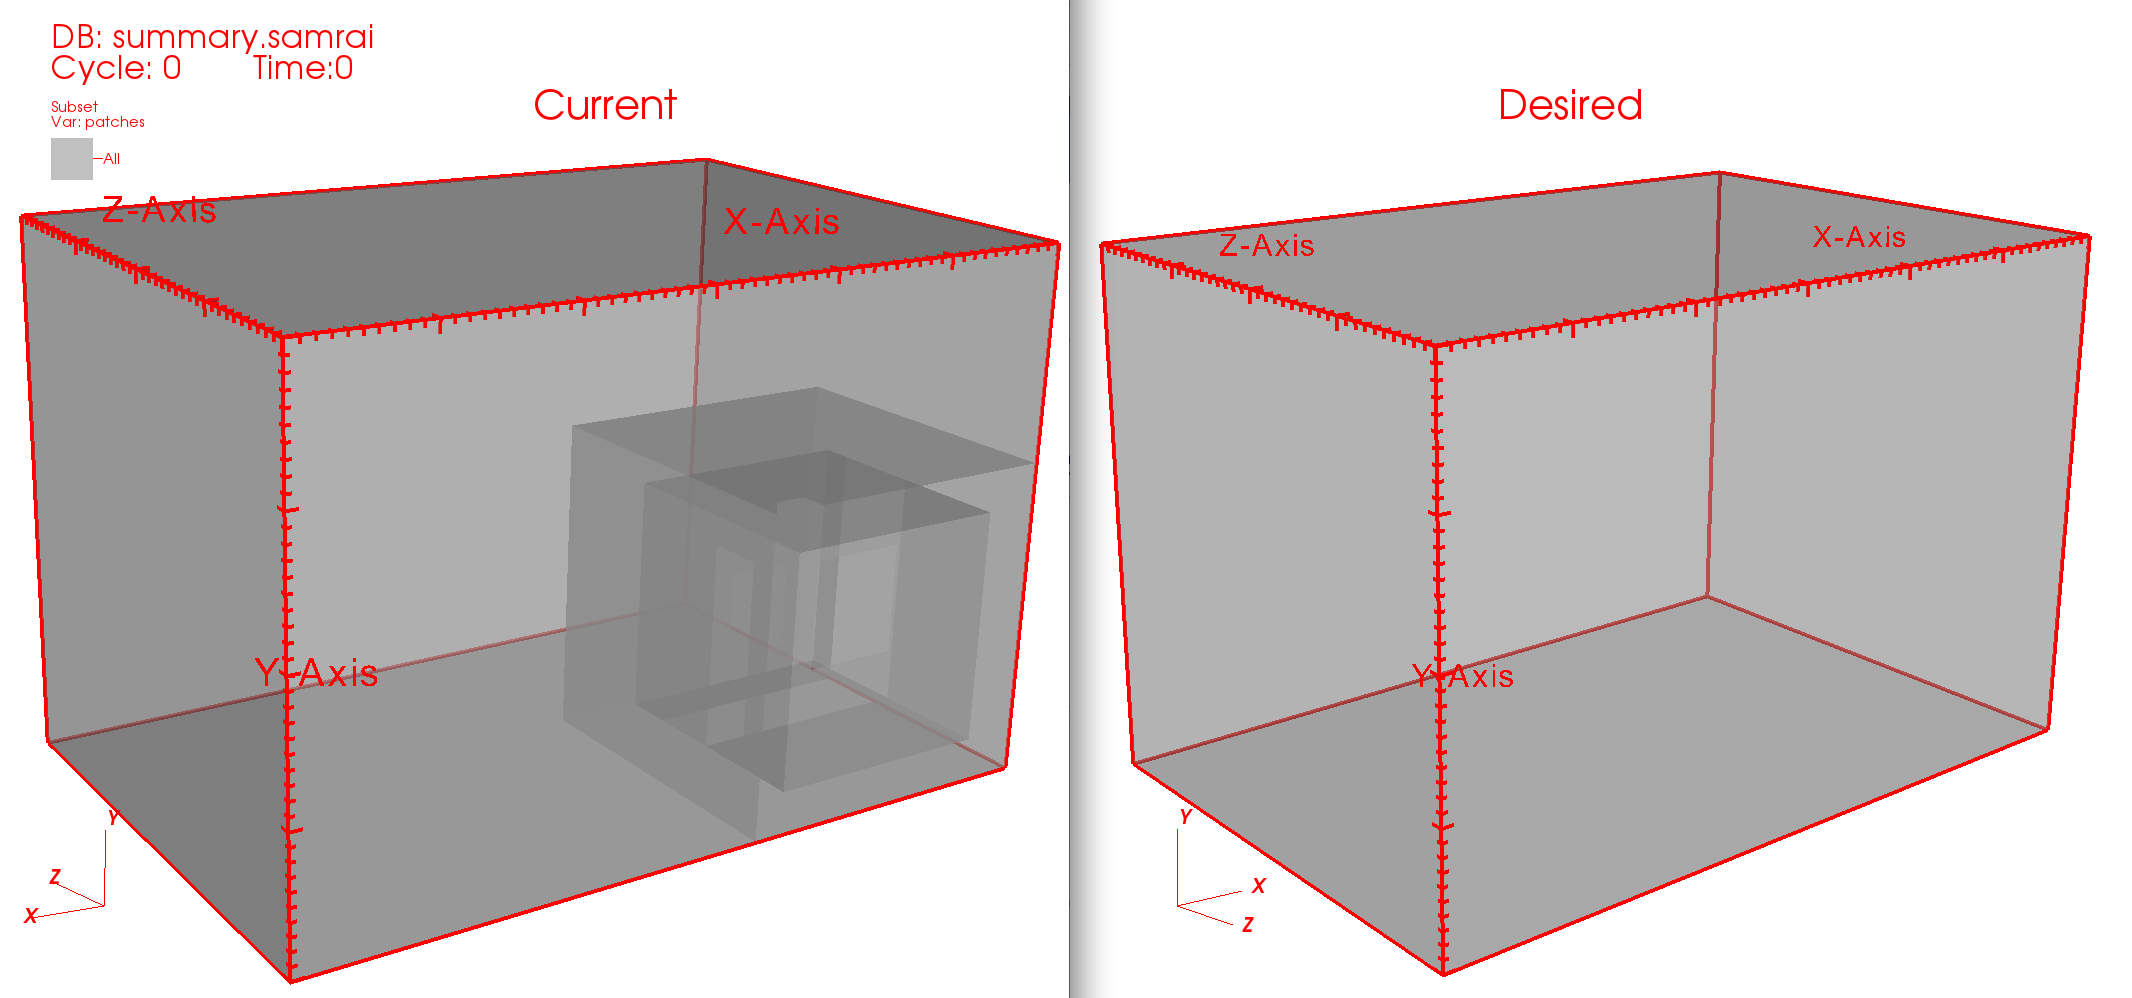 DB: summary.samrai
Cycle: 0 Time:0
Subset
Var: patches
All
Current
Z-Axis
X-Axis
Y-Axis
Y
Z
X
Desired
Z-Axis
X-Axis
Y-Axis
Y
X
Z